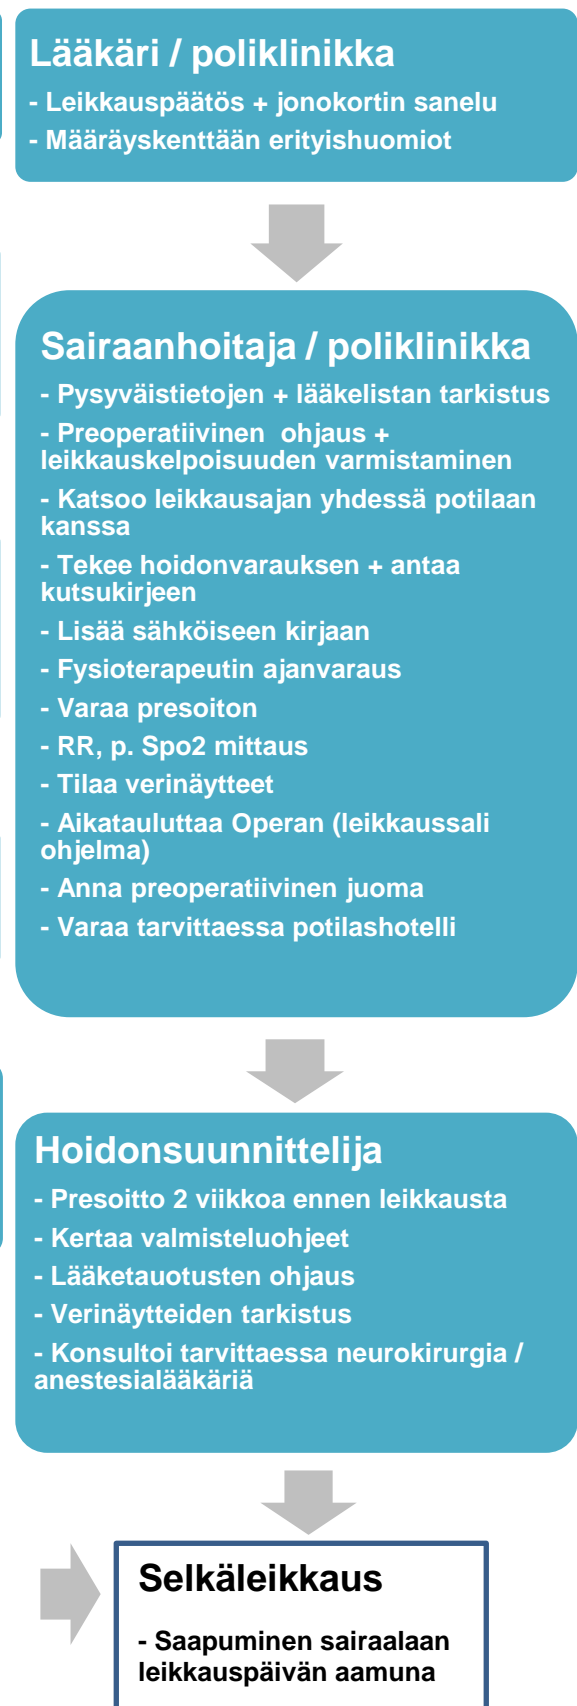 Lääkäri / poliklinikka
- Leikkauspäätös + jonokortin sanelu
- Määräyskenttään erityishuomiot
Sairaanhoitaja / poliklinikka
- Pysyväistietojen + lääkelistan tarkistus
- Preoperatiivinen ohjaus +
leikkauskelpoisuuden varmistaminen
- Katsoo leikkausajan yhdessä potilaan
kanssa
- Tekee hoidonvarauksen + antaa
kutsukirjeen
- Lisää sähköiseen kirjaan
- Fysioterapeutin ajanvaraus
- Varaa presoiton
- RR, p. Spo2 mittaus
- Tilaa verinäytteet
- Aikatauluttaa Operan (leikkaussali
ohjelma)
- Anna preoperatiivinen juoma
- Varaa tarvittaessa potilashotelli
Hoidonsuunnittelija
- Presoitto 2 viikkoa ennen leikkausta
- Kertaa valmisteluohjeet
- Lääketauotusten ohjaus
- Verinäytteiden tarkistus
- Konsultoi tarvittaessa neurokirurgia /
anestesialääkäriä
Selkäleikkaus
- Saapuminen sairaalaan
leikkauspäivän aamuna